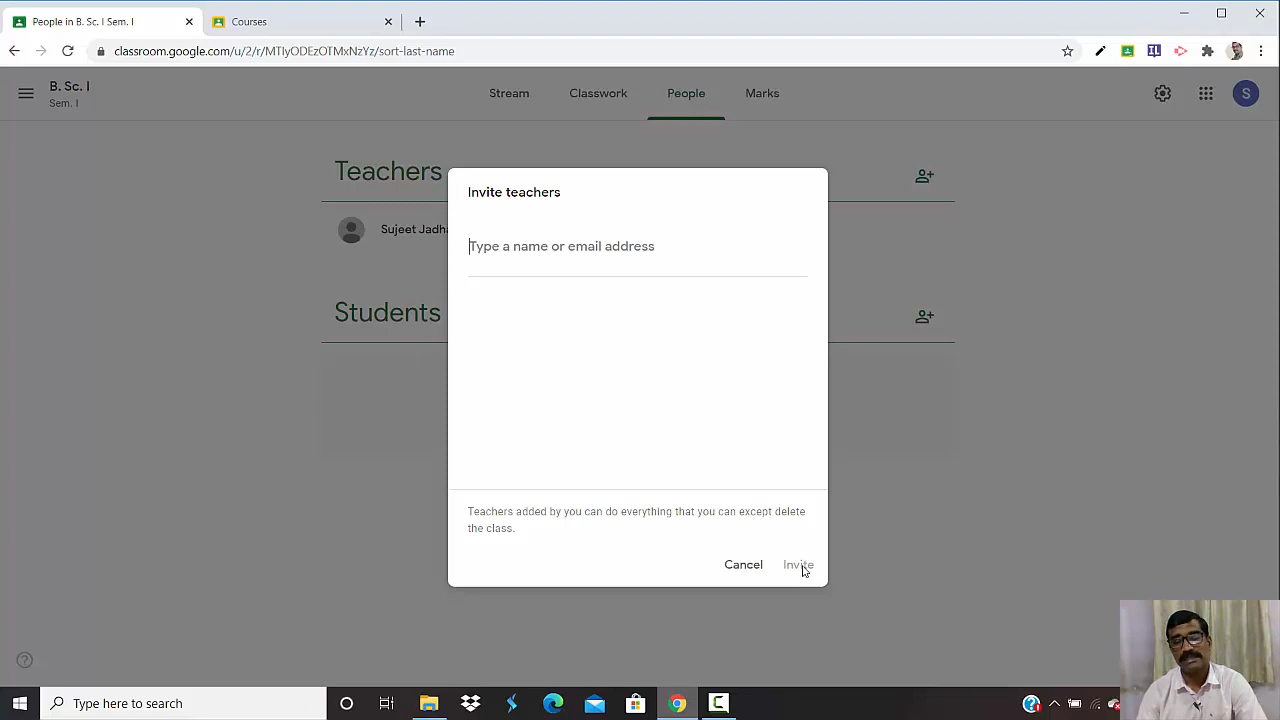 People in B. Sc. I Sem. I
Courses
classroom.google.com/u/2/r/MTIyODEzOTMxNzYz/sort-last-name
B. Sc. I
Sem. I
Stream
Classwork
People
Marks
S
Teachers
Sujeet Jadha
Students
Invite teachers
Type a name or email address
Teachers added by you can do everything that you can except delete
the class.
Cancel
Invite
Type here to search